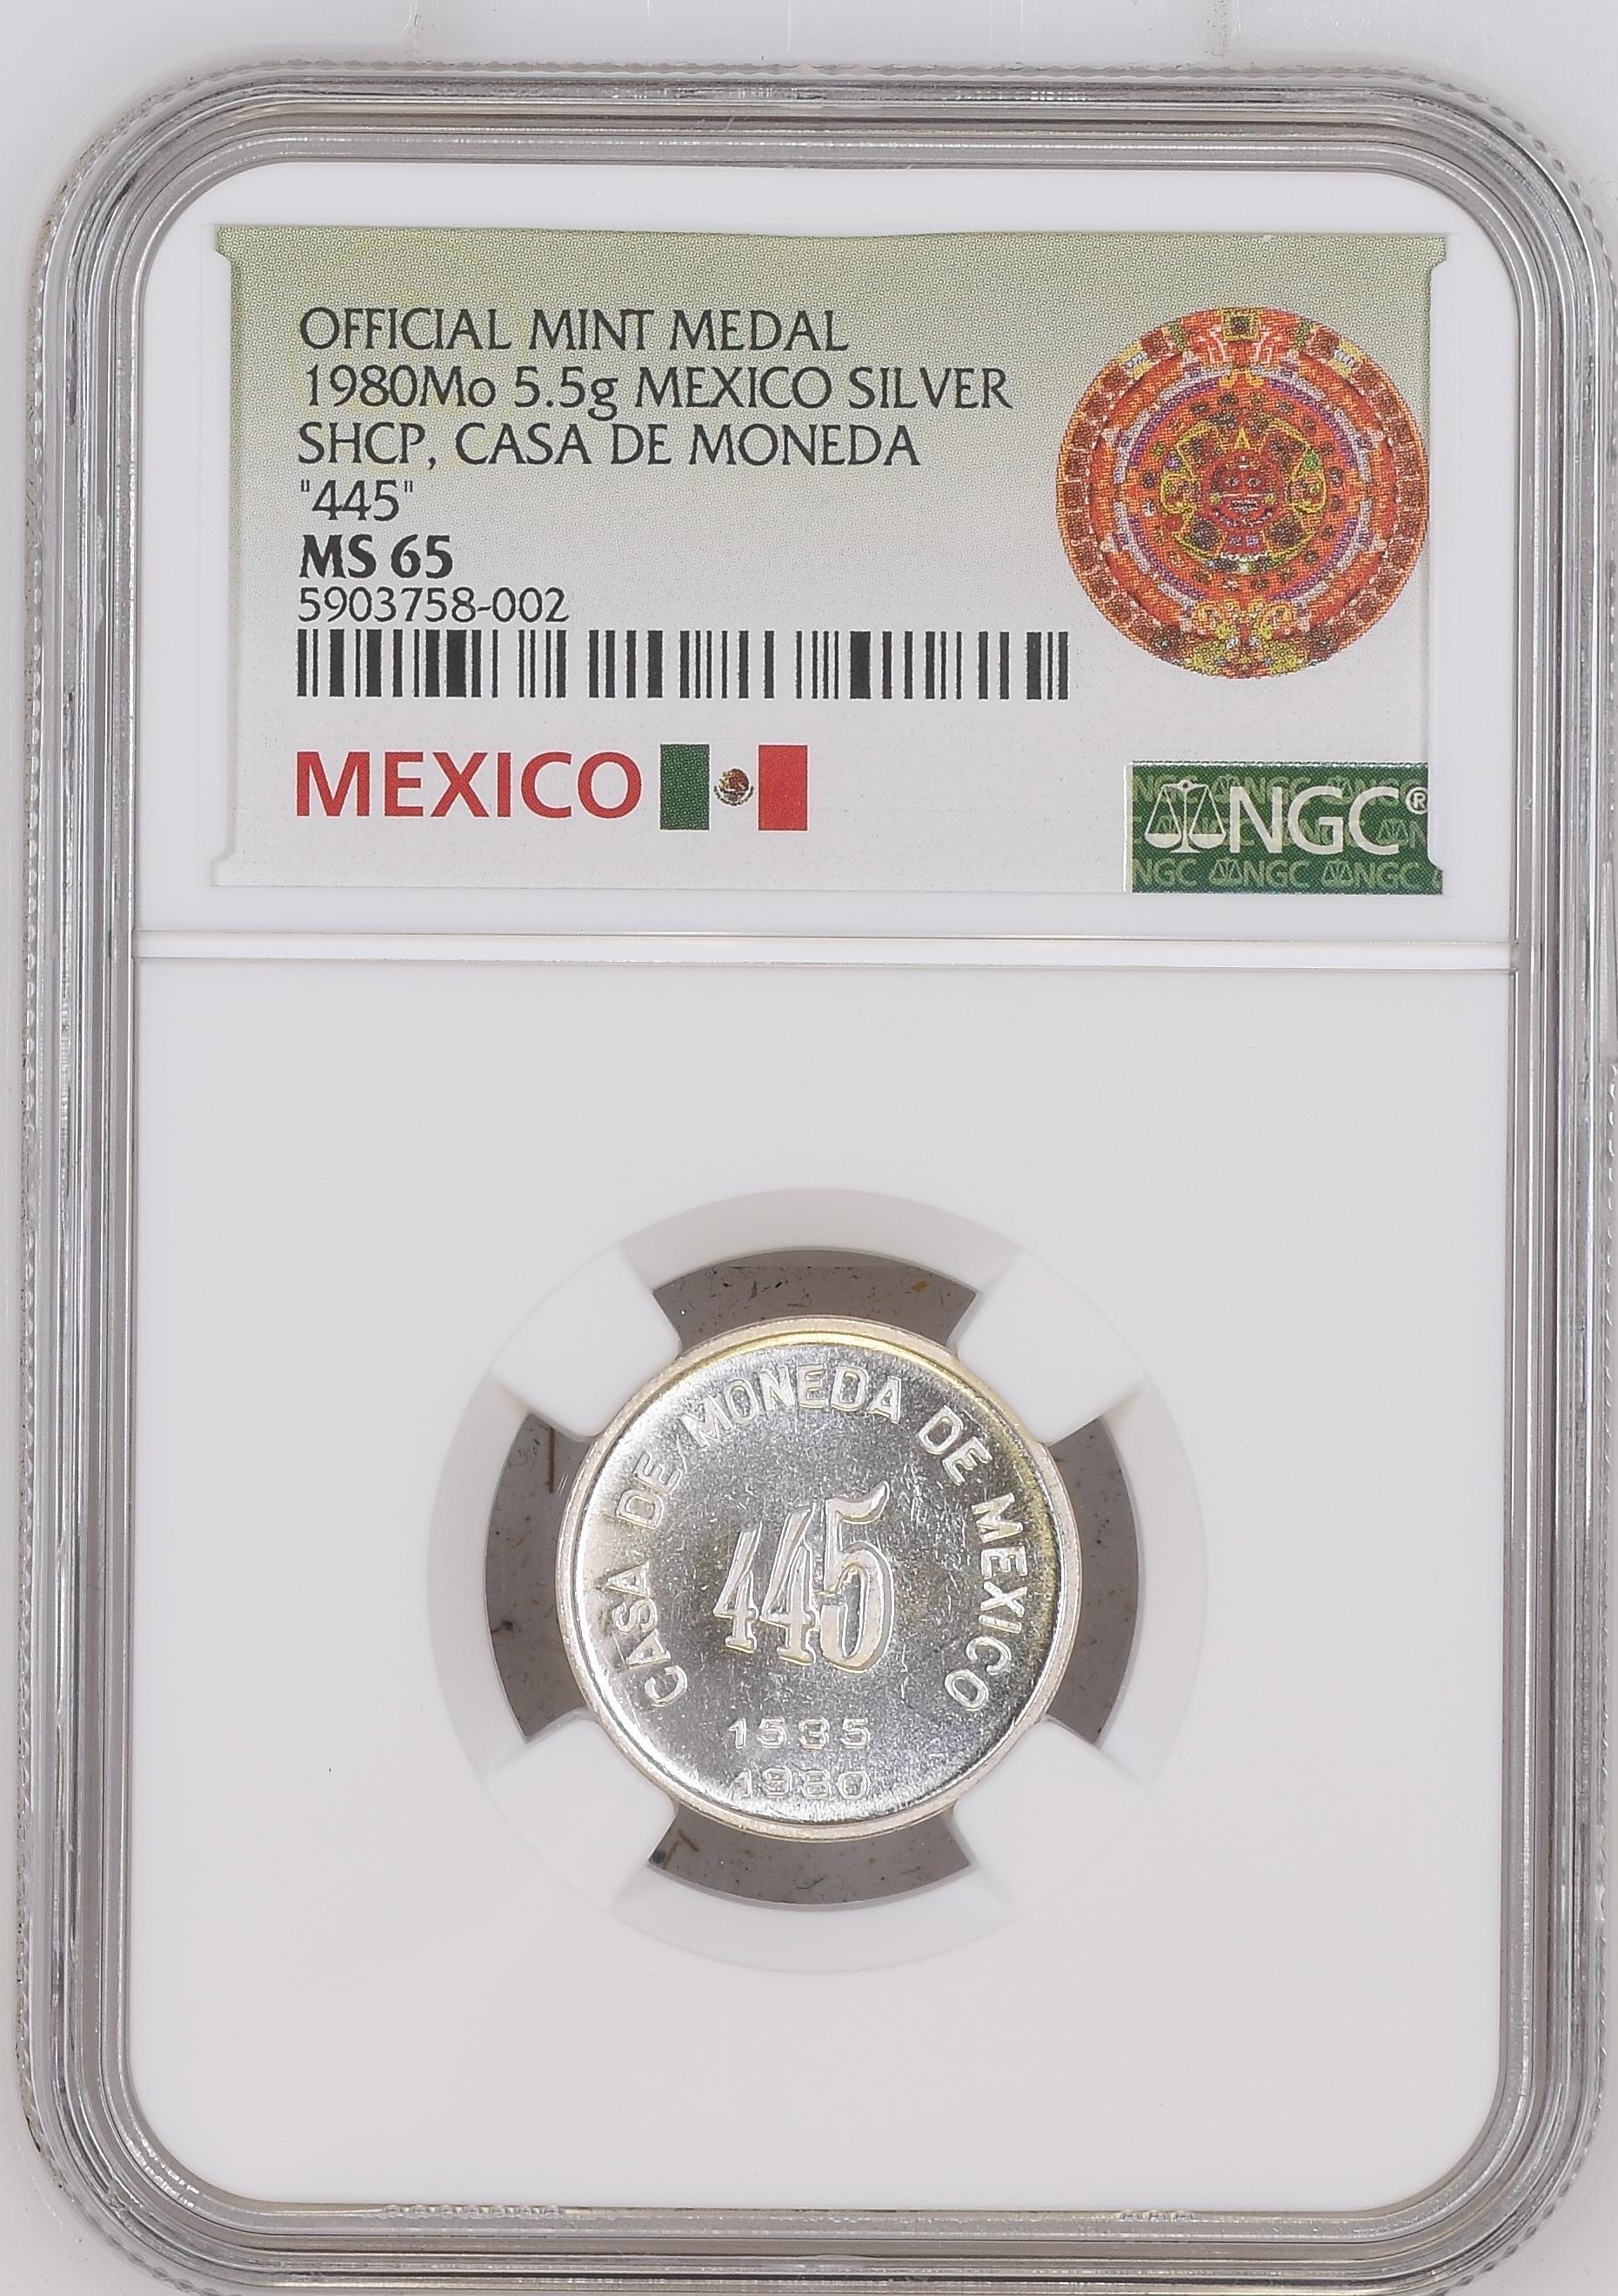 OFFICIAL MINT MEDAL
1980Mo 5.5g MEXICO SILVER
SHCP, CASA DE MONEDA
"445"
MS 65
5903758-002
MEXICO
NGC®
CASA DE MONEDA DE MEXICO
445
1535
1980